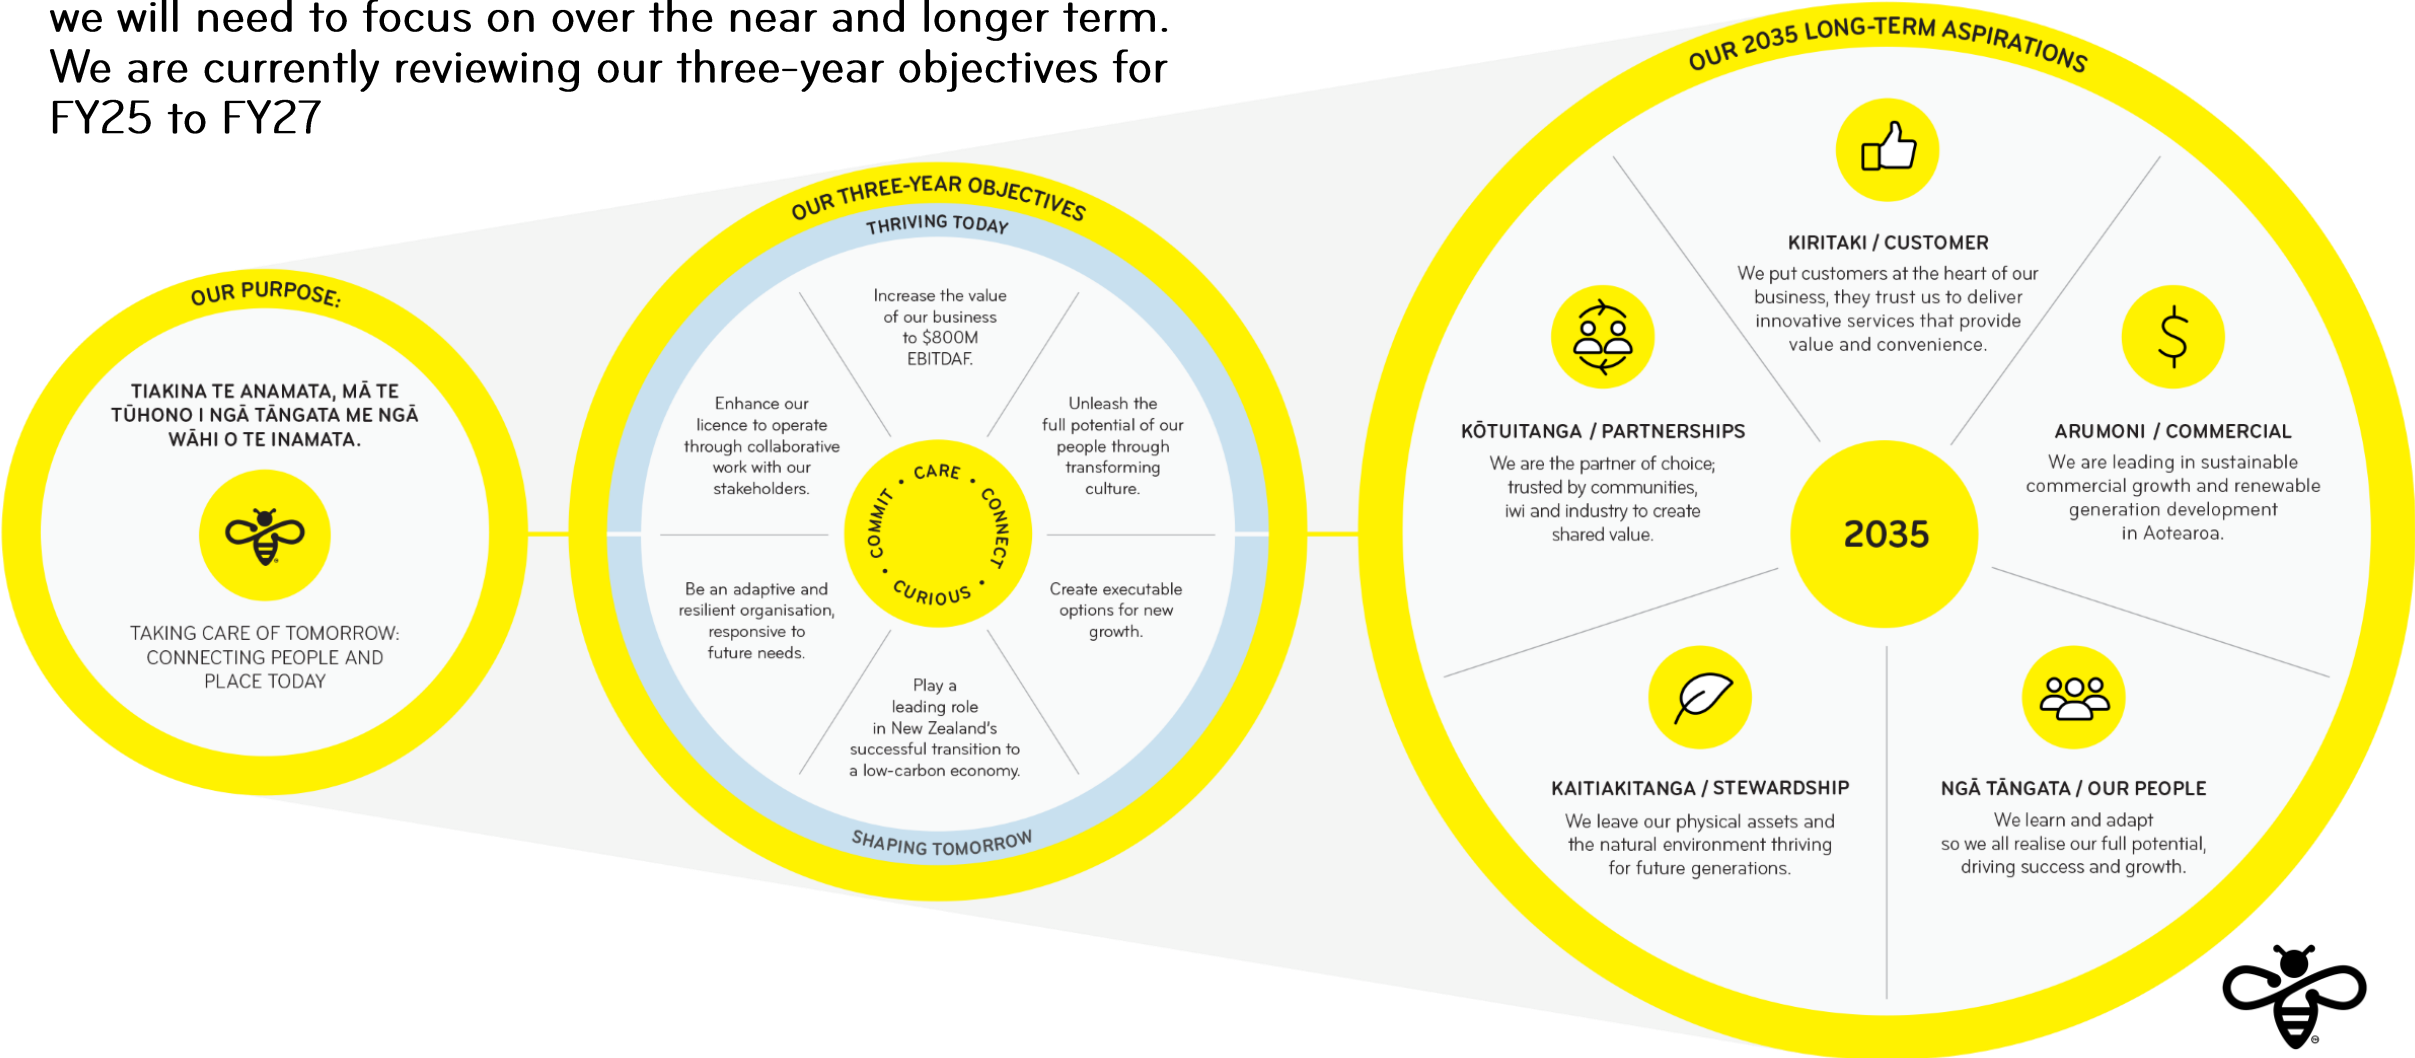 we will need to focus on over the near and longer term.
We are currently reviewing our three-year objectives for
FY25 to FY27
OUR PURPOSE:
TIAKINA TE ANAMATA, MĀ TE
TŪHONO I NGĀ TĀNGATA ME NGĀ
WĀHI O TE INAMATA.
TAKING CARE OF TOMORROW:
CONNECTING PEOPLE AND
PLACE TODAY
OUR THREE-YEAR OBJECTIVES
THRIVING TODAY
Increase the value
of our business
to $800M
EBITDAF.
Unleash the
full potential of our
people through
transforming
culture.
Create executable
options for new
growth.
Play a
leading role
in New Zealand's
successful transition to
a low-carbon economy.
Be an adaptive and
resilient organisation,
responsive to
future needs.
Enhance our
licence to operate
through collaborative
work with our
stakeholders.
COMMIT • CARE • CONNECT • CURIOUS •
SHAPING TOMORROW
OUR 2035 LONG-TERM ASPIRATIONS
KIRITAKI / CUSTOMER
We put customers at the heart of our
business, they trust us to deliver
innovative services that provide
value and convenience.
ARUMONI / COMMERCIAL
We are leading in sustainable
commercial growth and renewable
generation development
in Aotearoa.
NGĀ TĀNGATA / OUR PEOPLE
We learn and adapt
so we all realise our full potential,
driving success and growth.
KAITIAKITANGA / STEWARDSHIP
We leave our physical assets and
the natural environment thriving
for future generations.
KŌTUITANGA / PARTNERSHIPS
We are the partner of choice;
trusted by communities,
iwi and industry to create
shared value.
2035